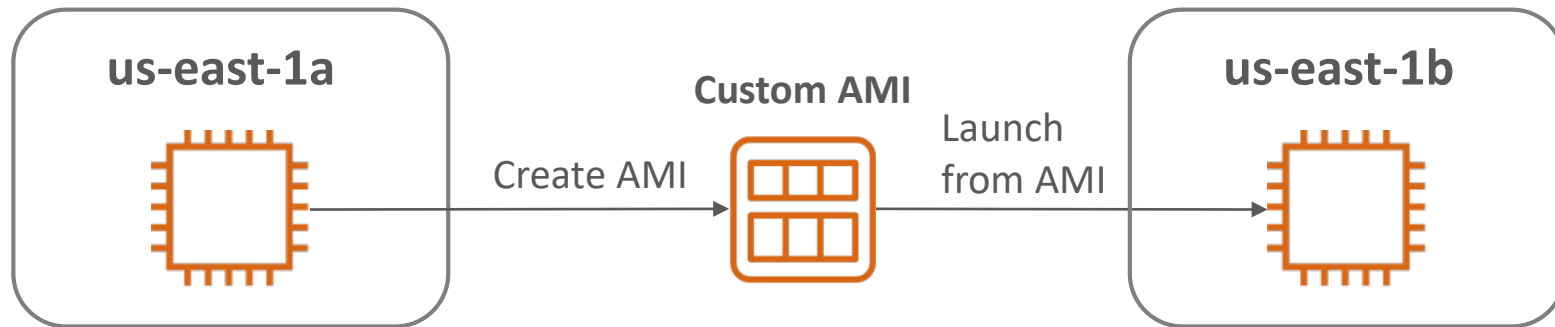 us-east-1a
Create AMI
Custom AMI
Launch
from AMI
us-east-1b